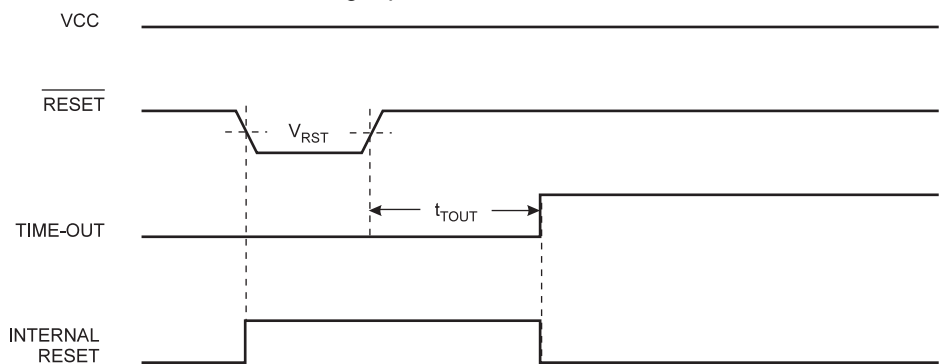 VCC
RESET
VRST
tTOUT
TIME-OUT
INTERNAL
RESET